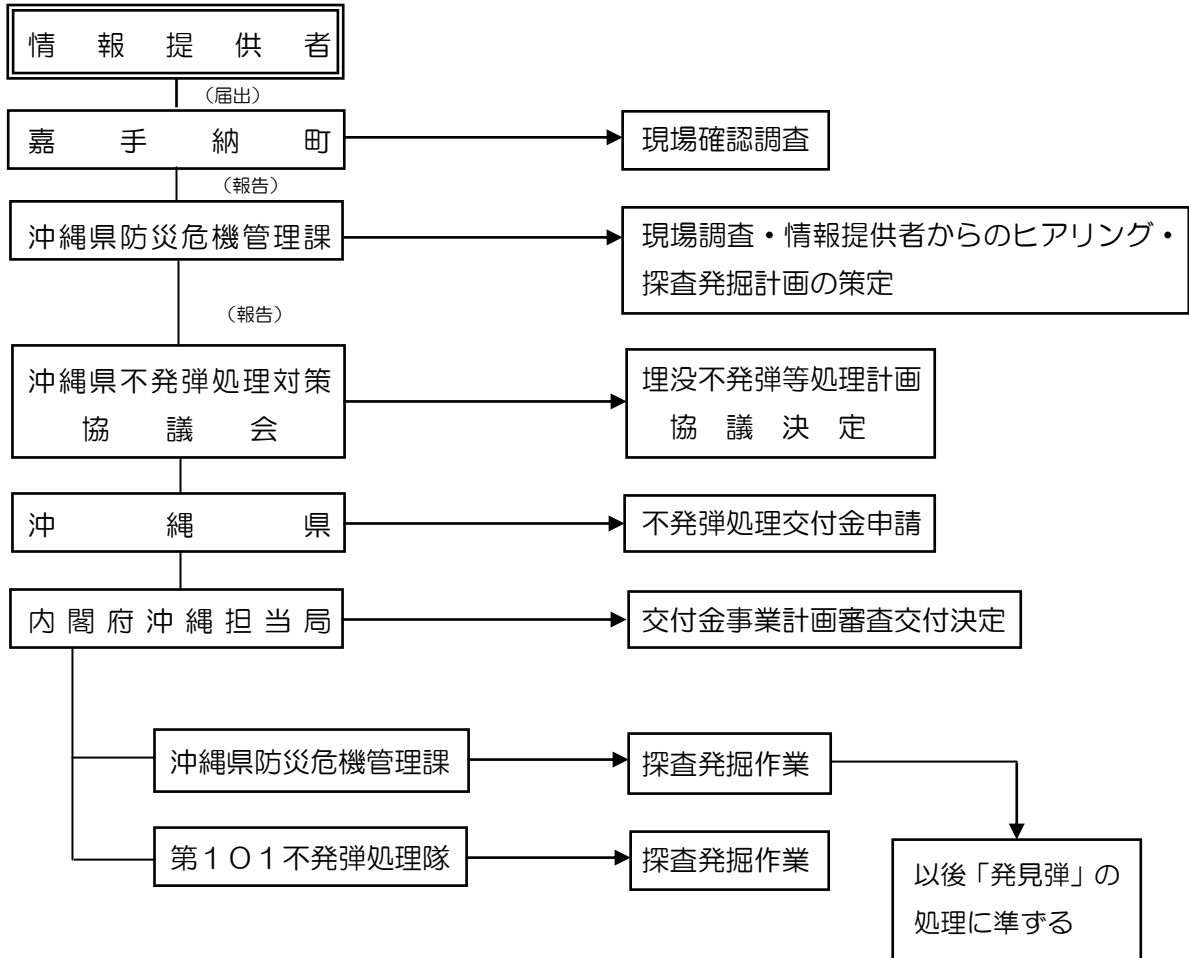 情報提供者
（届出）
嘉手納町
現場確認調査
（報告）
沖縄県防災危機管理課
現場調査・情報提供者からのヒアリング・
探査発掘計画の策定
（報告）
沖縄県不発弾処理対策
協議会
埋没不発弾等処理計画
協議決定
沖縄県
不発弾処理交付金申請
内閣府沖縄担当局
交付金事業計画審査交付決定
沖縄県防災危機管理課
探査発掘作業
第１０１不発弾処理隊
探査発掘作業
以後「発見弾」の
処理に準ずる